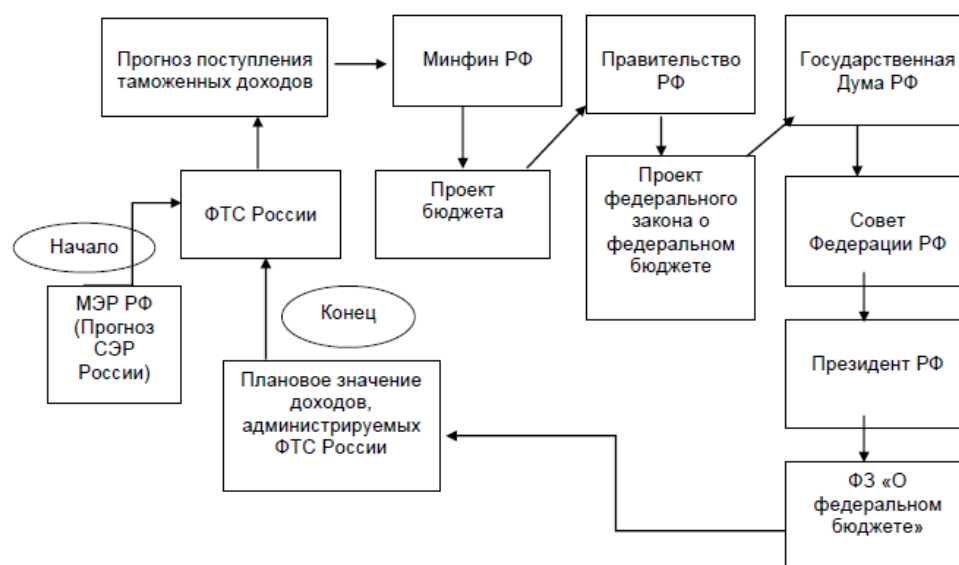 Прогноз поступления
таможенных доходов
Минфин РФ
Правительство
РФ
Государственная
Дума РФ
ФТС России
Проект
бюджета
Проект
федерального
закона о
федеральном
бюджете
Совет
Федерации РФ
Начало
МЭР РФ
(Прогноз
СЭР
России)
Конец
Президент РФ
Плановое значение
доходов,
администрируемых
ФТС России
ФЗ «О
федеральном
бюджете»